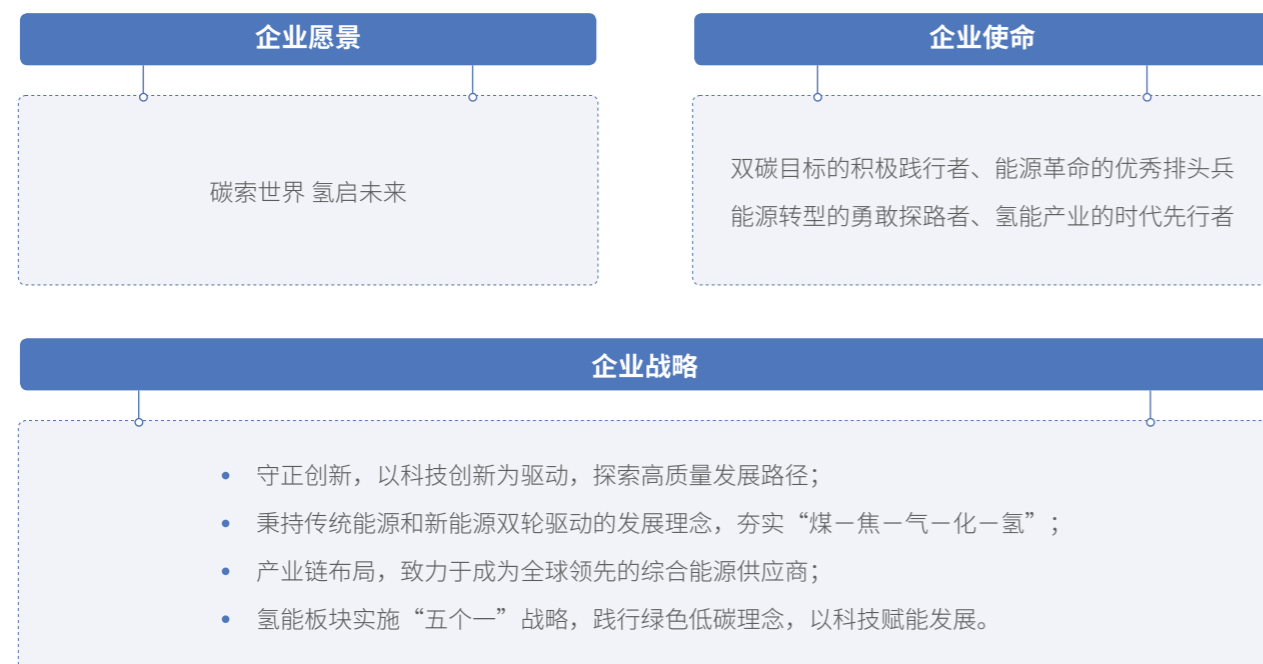 企业愿景
企业使命
碳索世界 氢启未来
双碳目标的积极践行者、能源革命的优秀排头兵
能源转型的勇敢探路者、氢能产业的时代先行者
企业战略
• 守正创新，以科技创新为驱动，探索高质量发展路径；
• 秉持传统能源和新能源双轮驱动的发展理念，夯实“煤－焦－气－化－氢”；
• 产业链布局，致力于成为全球领先的综合能源供应商；
• 氢能板块实施“五个一”战略，践行绿色低碳理念，以科技赋能发展。